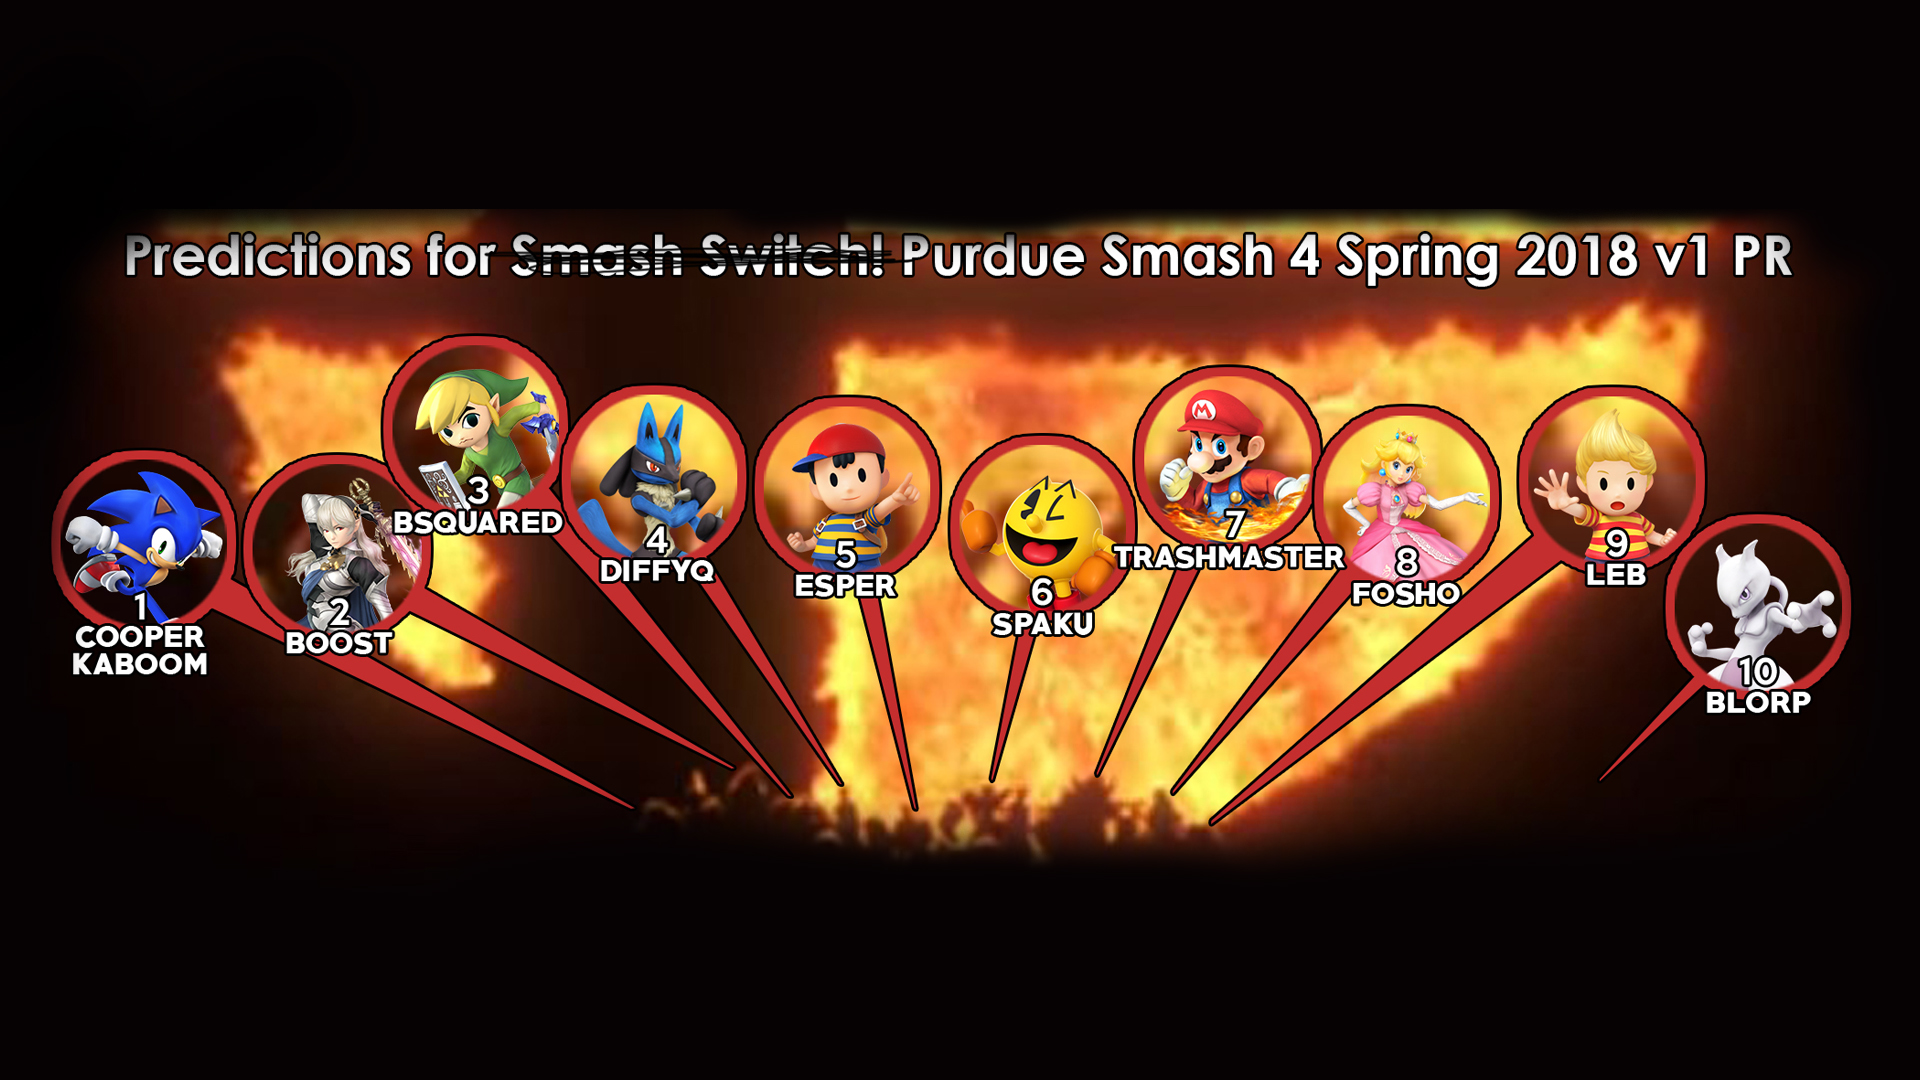 Predictions for Smash Switch! Purdue Smash 4 Spring 2018 v1 PR
1
COOPER
KABOOM
2
BOOST
3
BSQUARED
4
DIFFYQ
5
ESPER
6
SPAKU
7
TRASHMASTER
8
FOSHO
9
LEB
10
BLORP